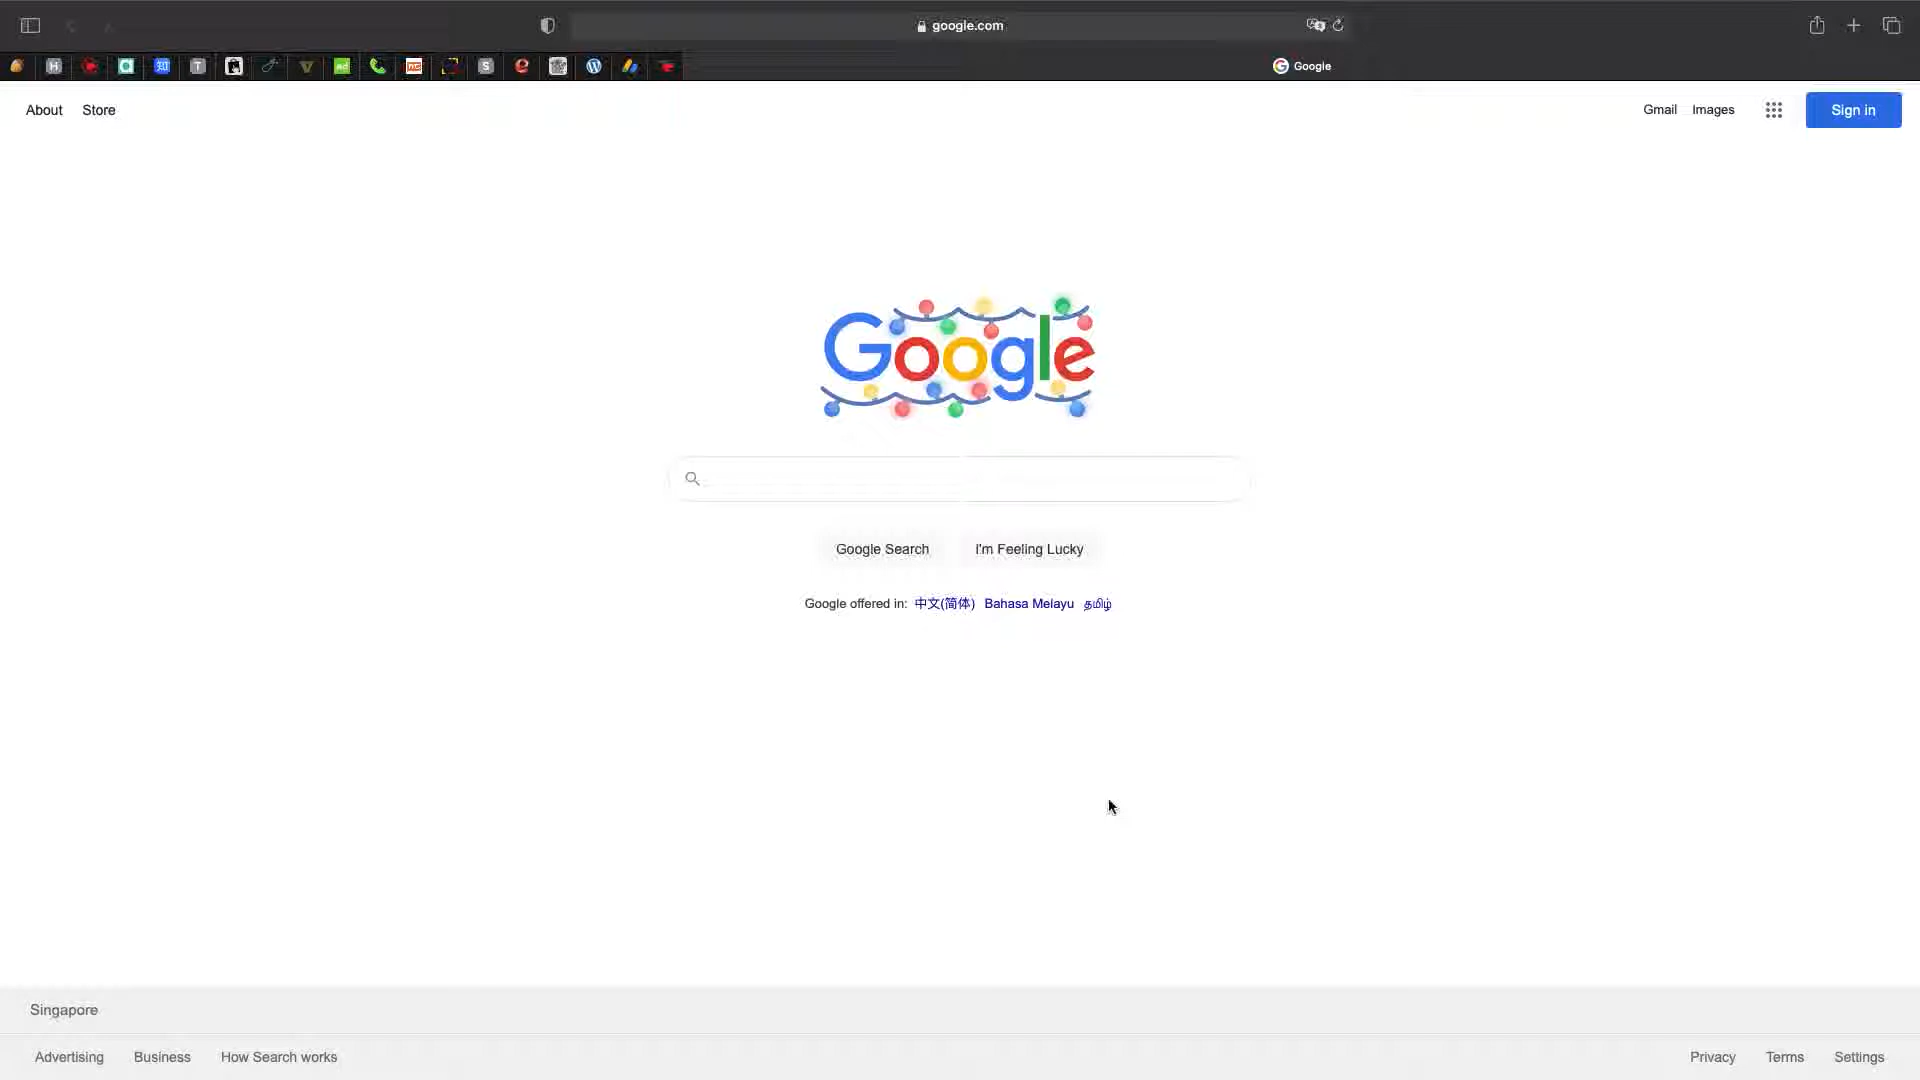 google.com
Google
About Store
Gmail Images Sign in
Google
Google Search I'm Feeling Lucky
Google offered in: 中文(简体) Bahasa Melayu தமிழ்
Singapore
Advertising Business How Search works
Privacy Terms Settings